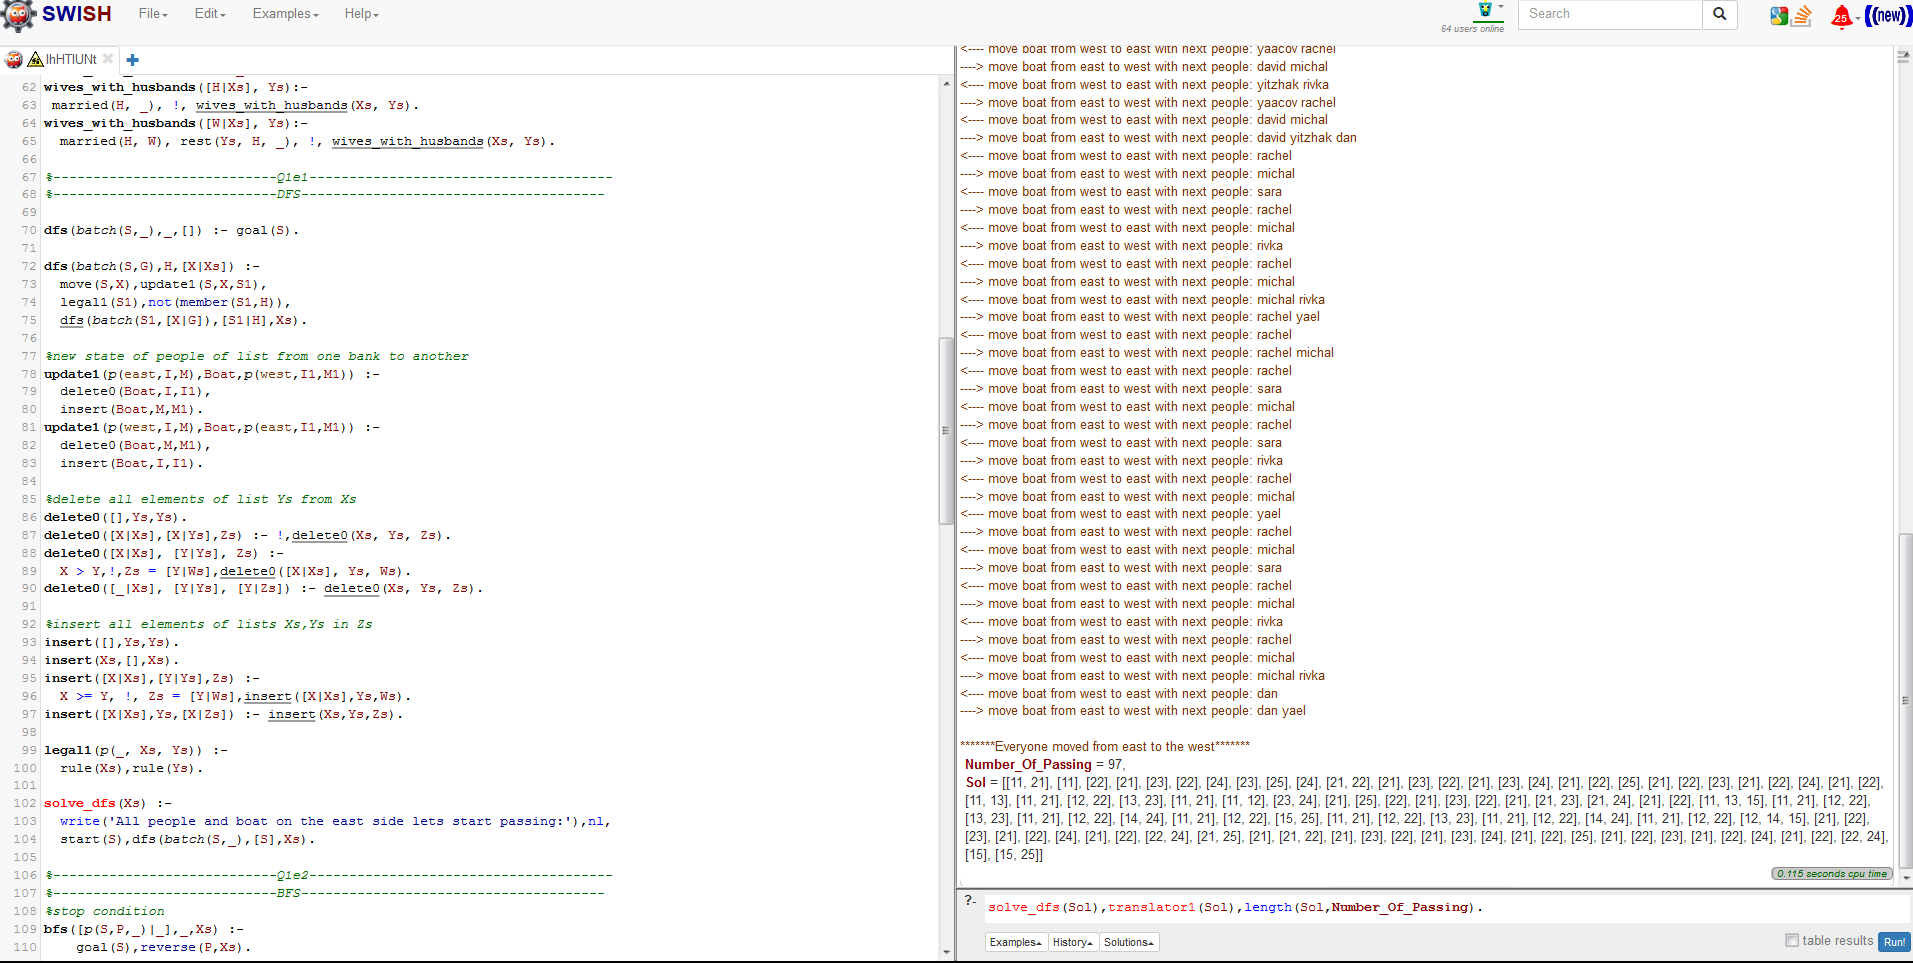 SWISH File Edit Examples Help
64 users online
Search
25
((new))
lhHTIUNt
62 wives_with_husbands([H|Xs], Ys):-
63 married(H, _), !, wives_with_husbands(Xs, Ys).
64 wives_with_husbands([W|Xs], Ys):-
65 married(H, W), rest(Ys, H, _), !, wives_with_husbands(Xs, Ys).
66
67 %----------------------------Q1e1--------------------------------------
68 %----------------------------DFS--------------------------------------
69
70 dfs(batch(S,_),_,[]) :- goal(S).
71
72 dfs(batch(S,G),H,[X|Xs]) :-
73 move(S,X),update1(S,X,S1),
74 legal1(S1),not(member(S1,H)),
75 dfs(batch(S1,[X|G]),[S1|H],Xs).
76
77 %new state of people of list from one bank to another
78 update1(p(east,I,M),Boat,p(west,I1,M1)) :-
79 delete0(Boat,I,I1),
80 insert(Boat,M,M1).
81 update1(p(west,I,M),Boat,p(east,I1,M1)) :-
82 delete0(Boat,M,M1),
83 insert(Boat,I,I1).
84
85 %delete all elements of list Ys from Xs
86 delete0([],Ys,Ys).
87 delete0([X|Xs],[X|Ys],Zs) :- !,delete0(Xs, Ys, Zs).
88 delete0([X|Xs], [Y|Ys], Zs) :-
89 X > Y,!,Zs = [Y|Ws],delete0([X|Xs], Ys, Ws).
90 delete0([_|Xs], [Y|Ys], [Y|Zs]) :- delete0(Xs, Ys, Zs).
91
92 %insert all elements of lists Xs,Ys in Zs
93 insert([],Ys,Ys).
94 insert(Xs,[],Xs).
95 insert([X|Xs],[Y|Ys],Zs) :-
96 X >= Y, !, Zs = [Y|Ws],insert([X|Xs],Ys,Ws).
97 insert([X|Xs],Ys,[X|Zs]) :- insert(Xs,Ys,Zs).
98
99 legal1(p(_, Xs, Ys)) :-
100 rule(Xs),rule(Ys).
101
102 solve_dfs(Xs) :-
103 write('All people and boat on the east side lets start passing:'),nl,
104 start(S),dfs(batch(S,_),[S],Xs).
105
106 %----------------------------Q1e2--------------------------------------
107 %----------------------------BFS--------------------------------------
108 %stop condition
109 bfs([p(S,P,_)|_],_,Xs) :-
110 goal(S),reverse(P,Xs).
<---- move boat from west to east with next people: yaacov rachel
----> move boat from east to west with next people: david michal
<---- move boat from west to east with next people: yitzhak rivka
----> move boat from east to west with next people: yaacov rachel
<---- move boat from west to east with next people: david michal
----> move boat from east to west with next people: david yitzhak dan
<---- move boat from west to east with next people: rachel
----> move boat from east to west with next people: michal
<---- move boat from west to east with next people: sara
----> move boat from east to west with next people: rachel
<---- move boat from west to east with next people: michal
----> move boat from east to west with next people: rivka
<---- move boat from west to east with next people: rachel
----> move boat from east to west with next people: michal
<---- move boat from west to east with next people: michal rivka
----> move boat from east to west with next people: rachel yael
<---- move boat from west to east with next people: rachel
----> move boat from east to west with next people: rachel michal
<---- move boat from west to east with next people: rachel
----> move boat from east to west with next people: sara
<---- move boat from west to east with next people: michal
----> move boat from east to west with next people: rachel
<---- move boat from west to east with next people: sara
----> move boat from east to west with next people: rivka
<---- move boat from west to east with next people: rachel
----> move boat from east to west with next people: michal
<---- move boat from west to east with next people: yael
----> move boat from east to west with next people: rachel
<---- move boat from west to east with next people: michal
----> move boat from east to west with next people: sara
<---- move boat from west to east with next people: rachel
----> move boat from east to west with next people: michal
<---- move boat from west to east with next people: rivka
----> move boat from east to west with next people: rachel
<---- move boat from west to east with next people: michal
----> move boat from east to west with next people: michal rivka
<---- move boat from west to east with next people: dan
----> move boat from east to west with next people: dan yael
*******Everyone moved from east to the west*******
Number_Of_Passing = 97,
Sol = [[11, 21], [11], [22], [21], [23], [22], [24], [23], [25], [24], [21, 22], [21], [23], [22], [21], [23], [24], [21], [22], [25], [21], [22], [23], [21], [22], [24], [21], [22],
[11, 13], [11, 21], [12, 22], [13, 23], [11, 21], [11, 12], [23, 24], [21], [25], [22], [21], [23], [22], [21], [21, 23], [21, 24], [21], [22], [11, 13, 15], [11, 21], [12, 22],
[13, 23], [11, 21], [12, 22], [14, 24], [11, 21], [12, 22], [15, 25], [11, 21], [12, 22], [13, 23], [11, 21], [12, 22], [14, 24], [11, 21], [12, 22], [12, 14, 15], [21], [22],
[23], [21], [22], [24], [21], [22], [22, 24], [21, 25], [21], [21, 22], [21], [23], [22], [21], [23], [24], [21], [22], [25], [21], [22], [23], [21], [22], [24], [21], [22], [22, 24],
[15], [15, 25]]
0.115 seconds cpu time
?- solve_dfs(Sol),translator1(Sol),length(Sol,Number_Of_Passing).
Examples History Solutions table results Run!